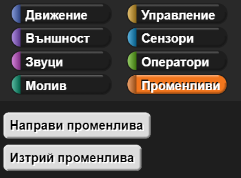 Движение Управление
Външност Сензори
Звуци Оператори
Молив Променливи
Направи променлива
Изтрий променлива